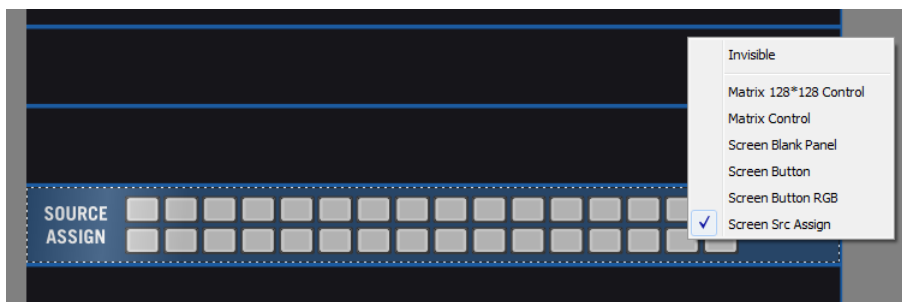 Invisible
Matrix 128*128 Control
Matrix Control
Screen Blank Panel
Screen Button
Screen Button RGB
Screen Src Assign
SOURCE
ASSIGN